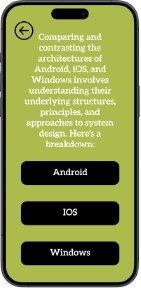 Comparing and
contrasting the
architectures of
Android, iOS, and
Windows involves
understanding their
underlying structures,
principles, and
approaches to system
design. Here's a
breakdown:
Android
IOS
Windows